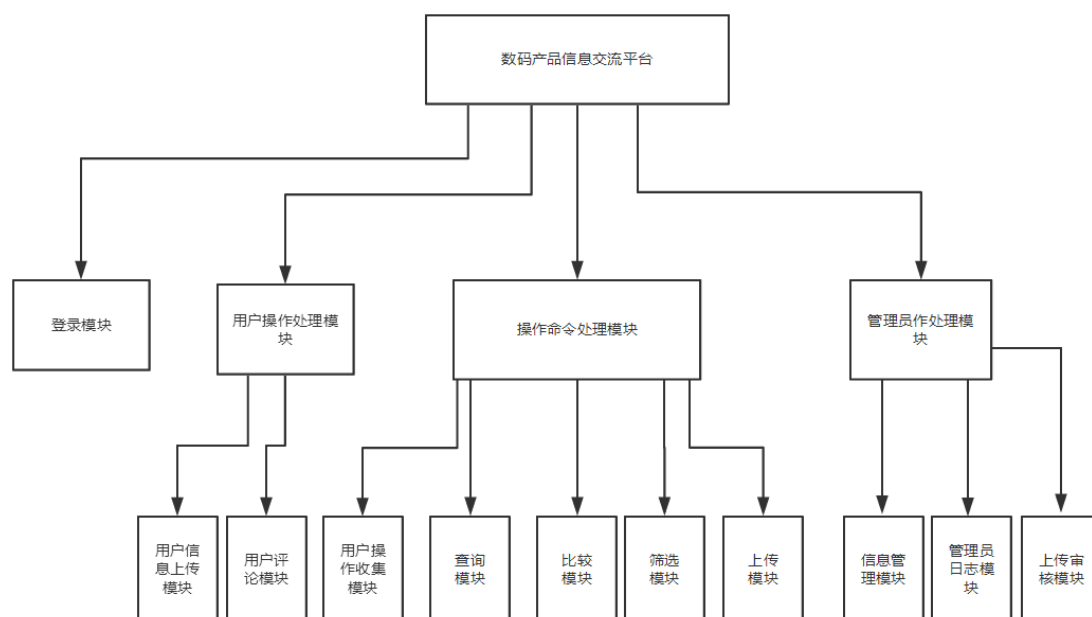 数码产品信息交流平台
登录模块
用户操作处理模
块
操作命令处理模块
管理员作处理模
块
用户信
息上传
模块
用户评
论模块
用户操
作收集
模块
查询
模块
比较
模块
筛选
模块
上传
模块
信息管
理模块
管理员
日志模
块
上传审
核模块